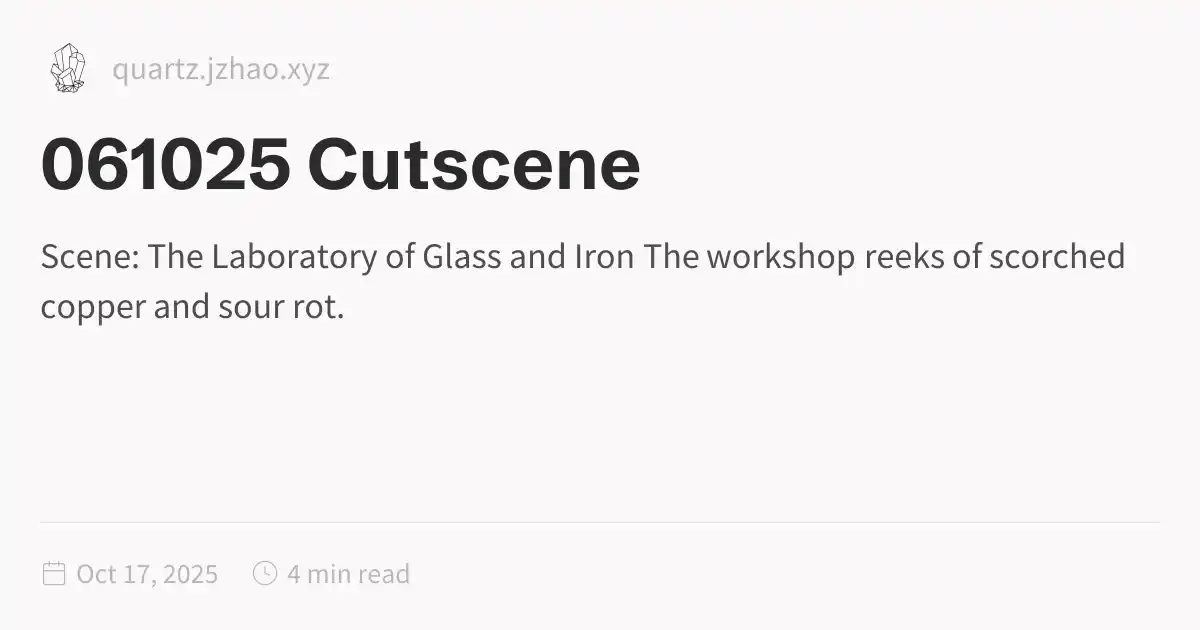 quartz.jzhao.xyz
061025 Cutscene
Scene: The Laboratory of Glass and Iron The workshop reeks of scorched
copper and sour rot.
Oct 17, 2025 4 min read